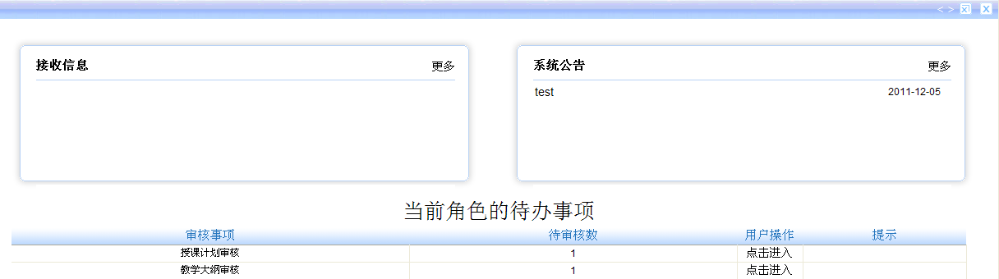 < >
接收信息 更多
系统公告 更多
test 2011-12-05
当前角色的待办事项
审核事项 待审核数 用户操作 提示
授课计划审核 1 点击进入
教学大纲审核 1 点击进入